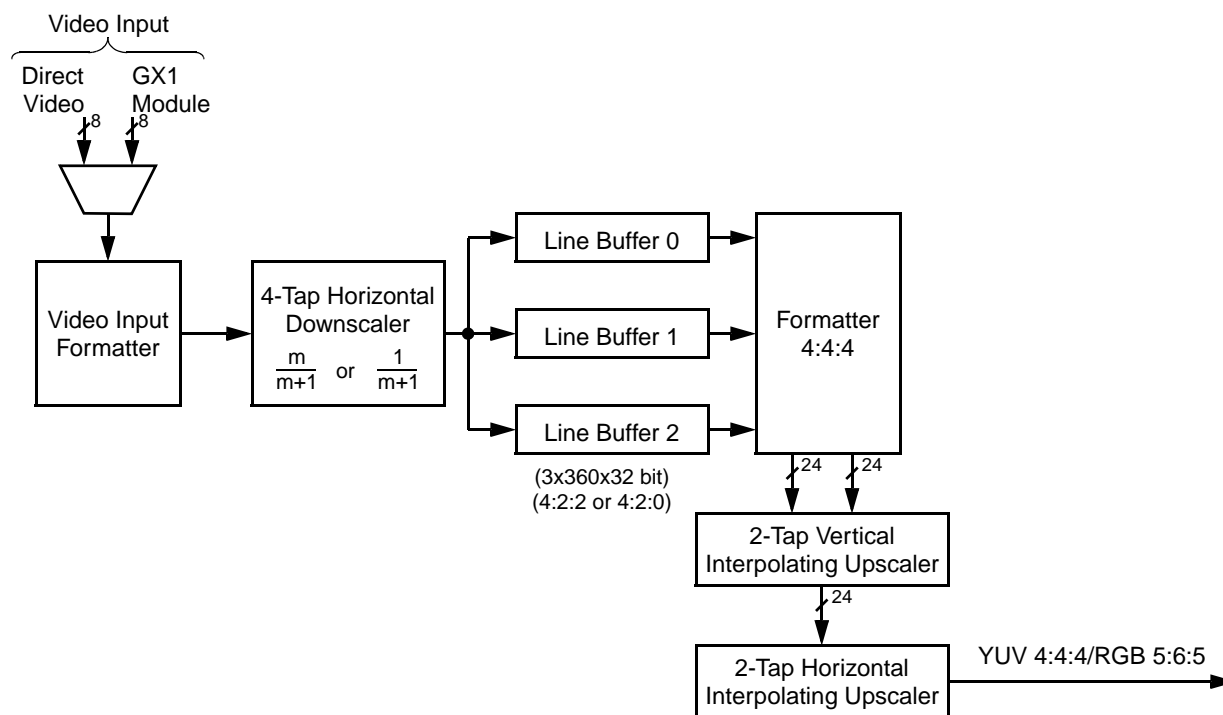 Video Input
Direct
Video
GX1
Module
8
8
Video Input
Formatter
4-Tap Horizontal
Downscaler
m
m+1
or
1
m+1
Line Buffer 0
Line Buffer 1
Line Buffer 2
(3x360x32 bit)
(4:2:2 or 4:2:0)
Formatter
4:4:4
24
24
2-Tap Vertical
Interpolating Upscaler
24
2-Tap Horizontal
Interpolating Upscaler
YUV 4:4:4/RGB 5:6:5